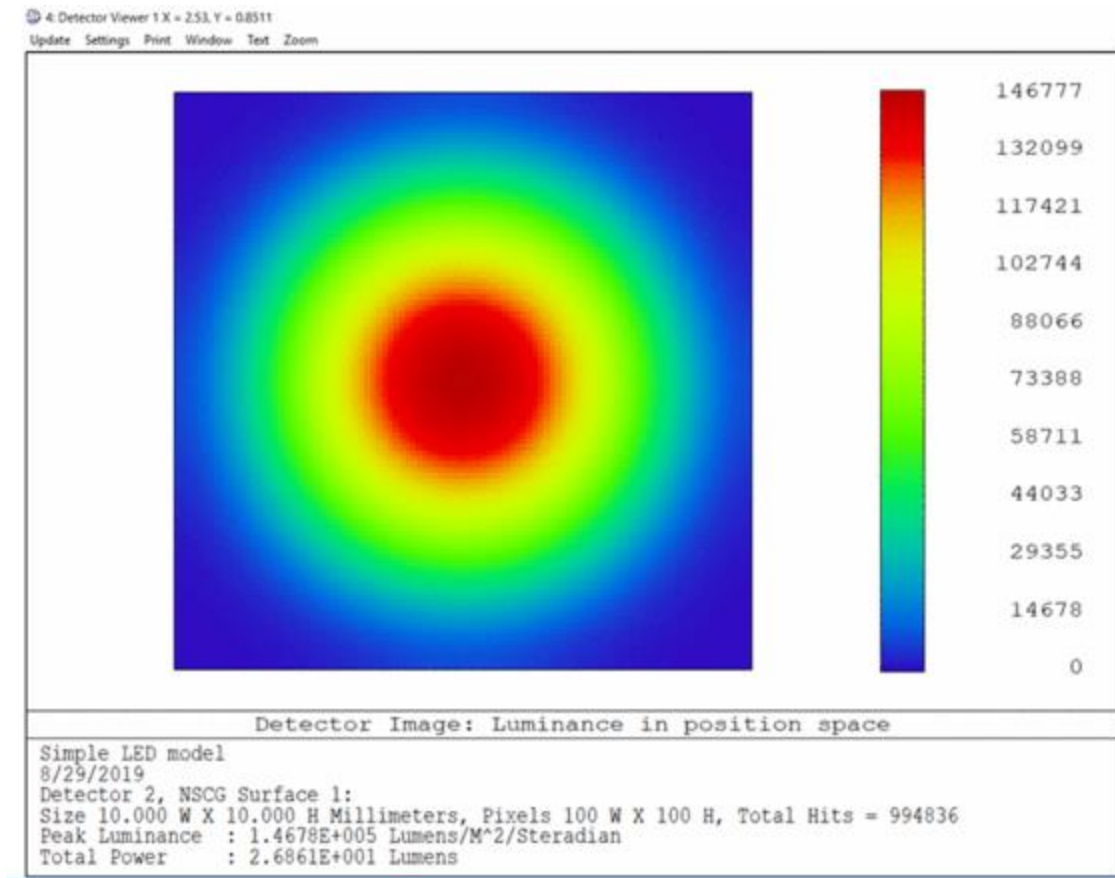 4: Detector Viewer 1 X = 2.53, Y = 0.8511
Update Settings Print Window Text Zoom
146777
132099
117421
102744
88066
73388
58711
44033
29355
14678
0
Detector Image: Luminance in position space
Simple LED model
8/29/2019
Detector 2, NSCG Surface 1:
Size 10.000 W X 10.000 H Millimeters, Pixels 100 W X 100 H, Total Hits = 994836
Peak Luminance : 1.4678E+005 Lumens/M^2/Steradian
Total Power : 2.6861E+001 Lumens